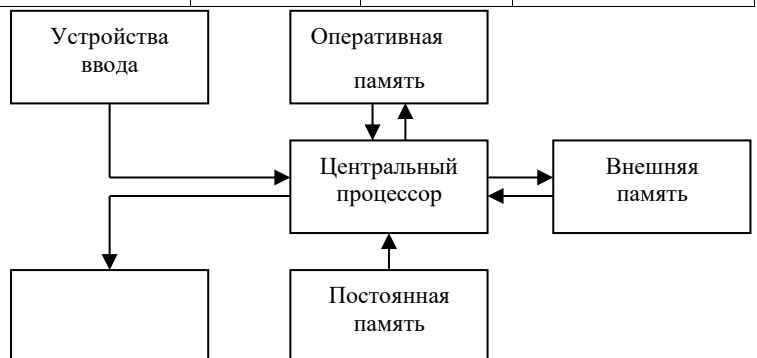 Устройства
ввода
Оперативная
память
Центральный
процессор
Внешняя
память
Постоянная
память